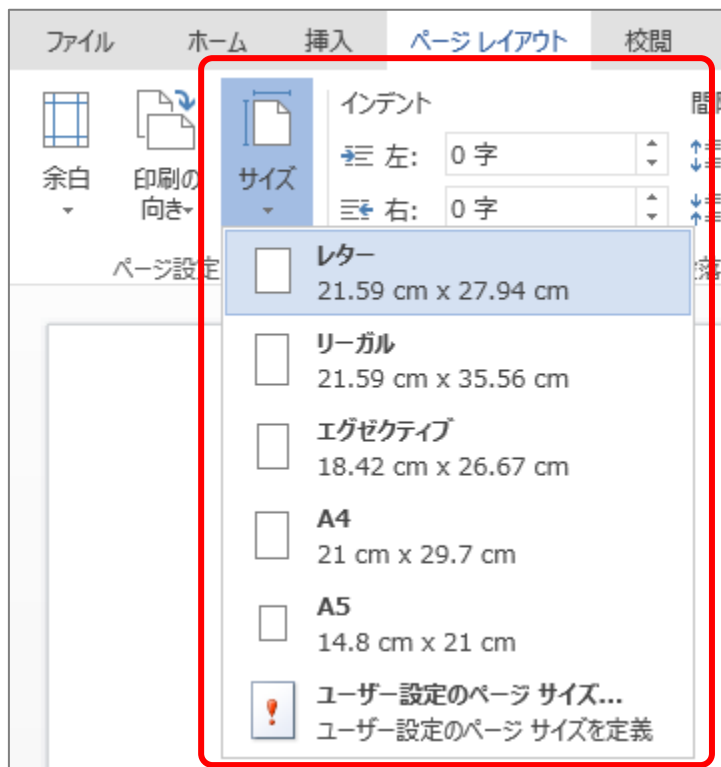 ファイル ホーム 挿入 ページ レイアウト 校閲
余白
印刷の
向き
サイズ
インデント
左: 0 字
右: 0 字
ページ設定
レター
21.59 cm x 27.94 cm
リーガル
21.59 cm x 35.56 cm
エグゼクティブ
18.42 cm x 26.67 cm
A4
21 cm x 29.7 cm
A5
14.8 cm x 21 cm
ユーザー設定のページ サイズ...
ユーザー設定のページ サイズを定義